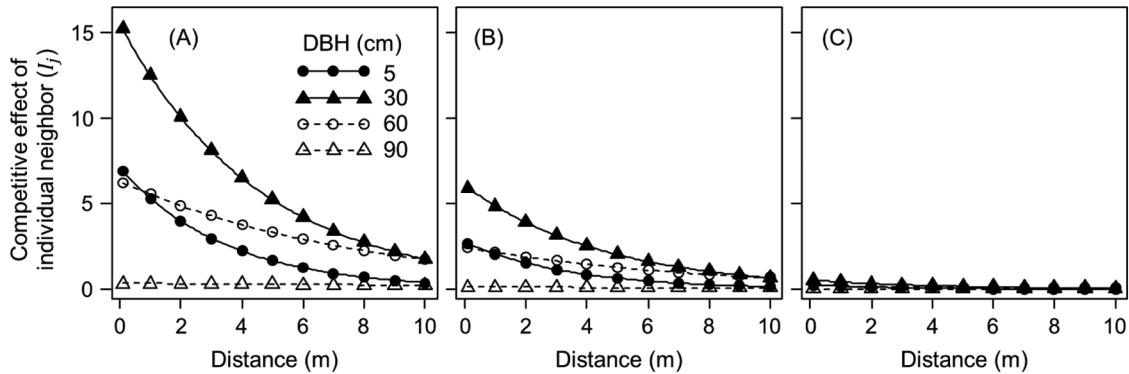 Competitive effect of
individual neighbor (Ij)
15
10
5
0
(A)
DBH (cm)
5
30
60
90
(B)
(C)
0 2 4 6 8 10
0 2 4 6 8 10
0 2 4 6 8 10
Distance (m)
Distance (m)
Distance (m)